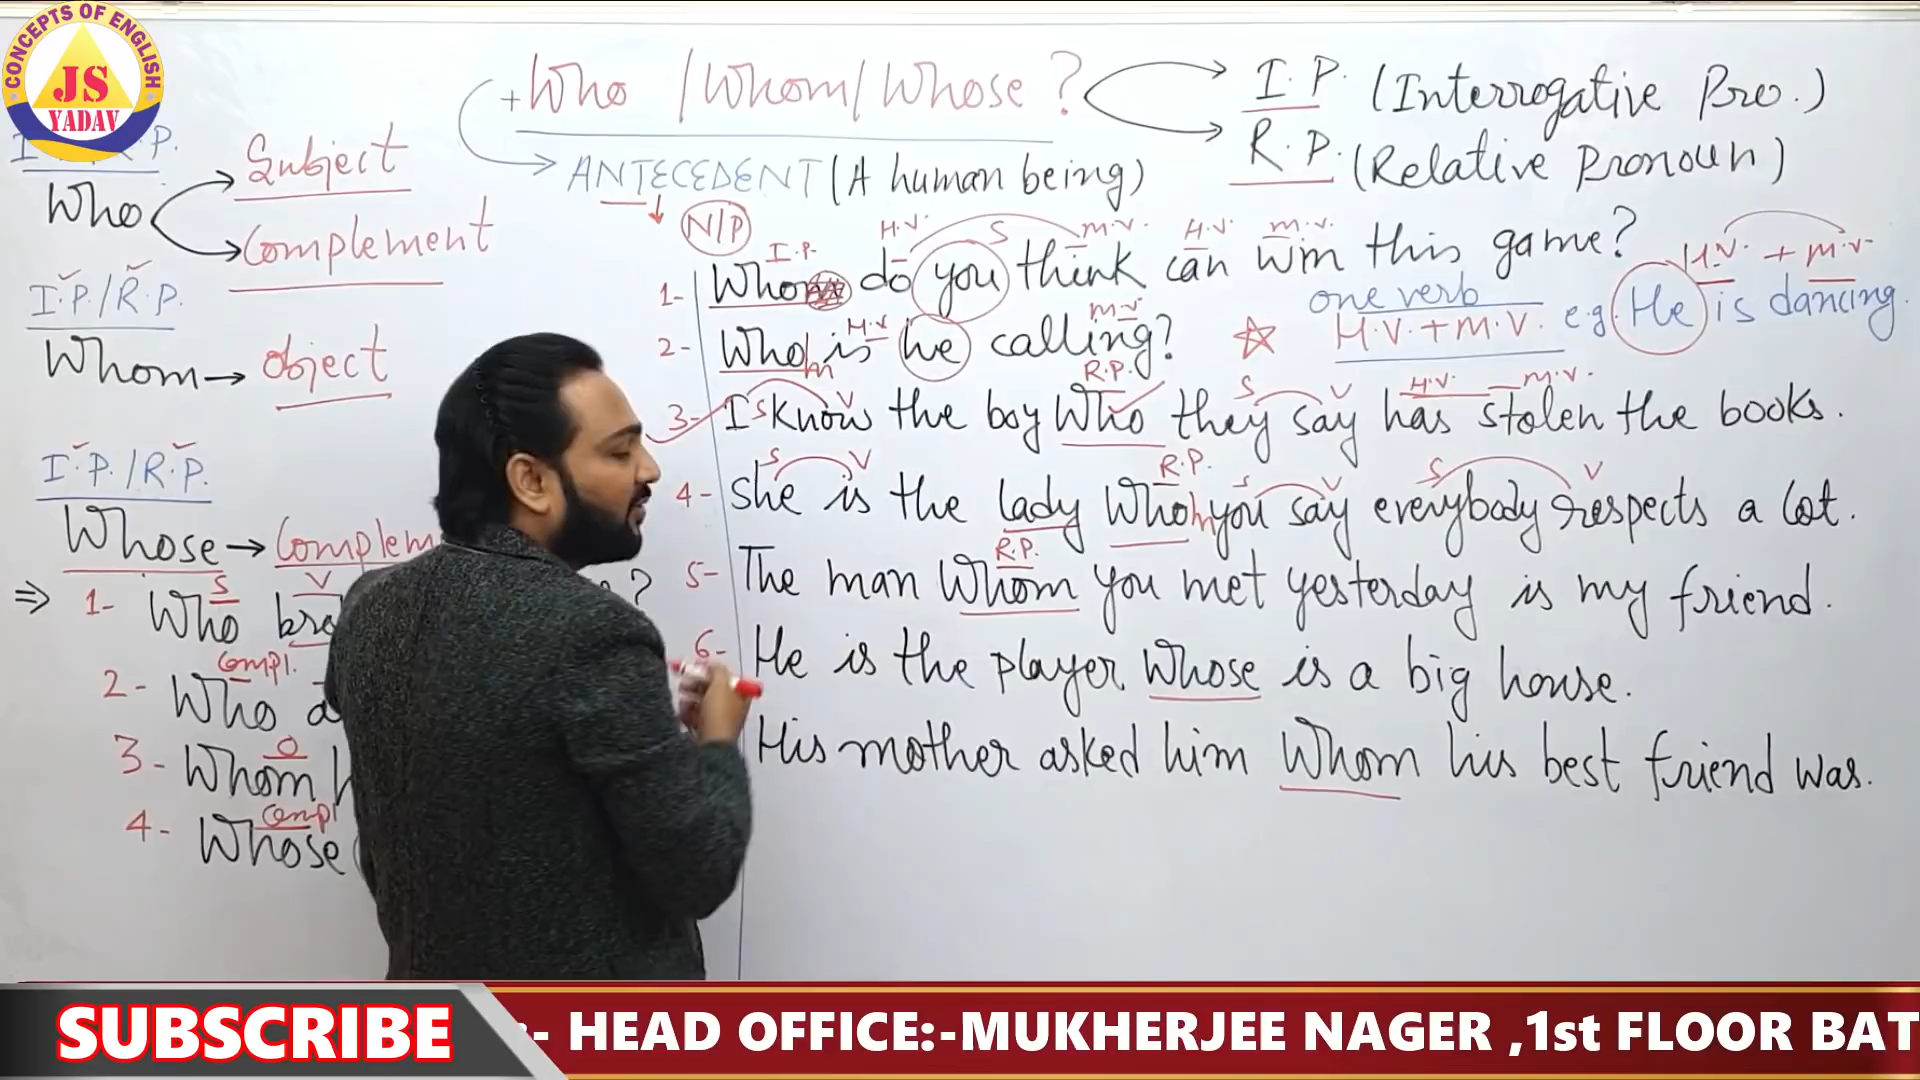 CONCEPTS OF ENGLISH
JS
YADAV
+Who / Whom / Whose ?
I. P. (Interrogative Pro.)
R. P. (Relative Pronoun)
ANTECEDENT (A human being)
N/P
P.
Who
Subject
Complement
I.P./R.P.
Whom → object
I.P./R.P.
Whose → Complem
⇒ 1- Who bro ?
S V
2- Who a
Compl.
3- Whom h
O
4- Whose
Compl
I.P. H.V. S M.V. H.V. M.V.
1- Who do you think can win this game?
H.V. + M.V.
one verb
H.V. + M.V. e.g. He is dancing.
H.V. M.V.
2- Whom is he calling?
R.P. S V H.V. M.V.
3- I know the boy Who they say has stolen the books.
S V
S V R.P. S V S V
4- She is the lady Whom you say everybody respects a lot.
R.P.
5- The man Whom you met yesterday is my friend.
6- He is the player Whose is a big house.
His mother asked him Whom his best friend was.
SUBSCRIBE
:- HEAD OFFICE:-MUKHERJEE NAGER ,1st FLOOR BAT